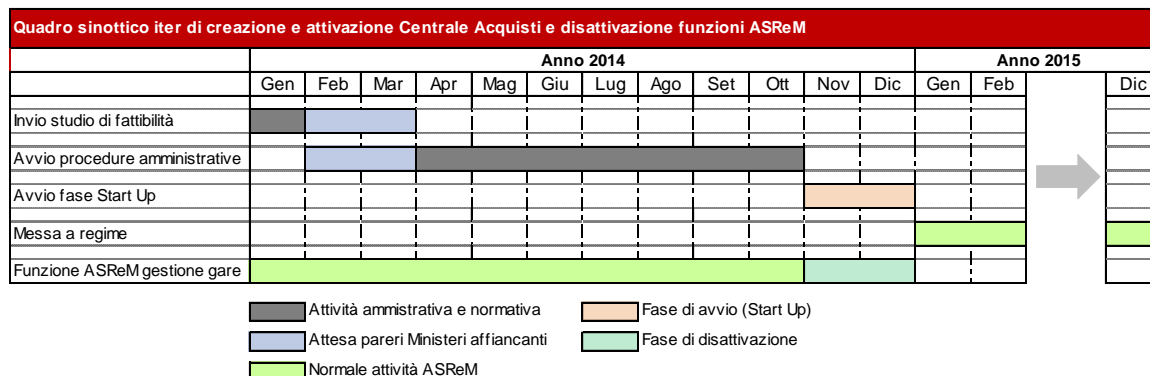 Quadro sinottico iter di creazione e attivazione Centrale Acquisti e disattivazione funzioni ASReM
Anno 2014 Anno 2015
Gen Feb Mar Apr Mag Giu Lug Ago Set Ott Nov Dic Gen Feb Dic
Invio studio di fattibilità
Avvio procedure amministrative
Avvio fase Start Up
Messa a regime
Funzione ASReM gestione gare
Attività ammistrativa e normativa Fase di avvio (Start Up)
Attesa pareri Ministeri affiancanti Fase di disattivazione
Normale attività ASReM